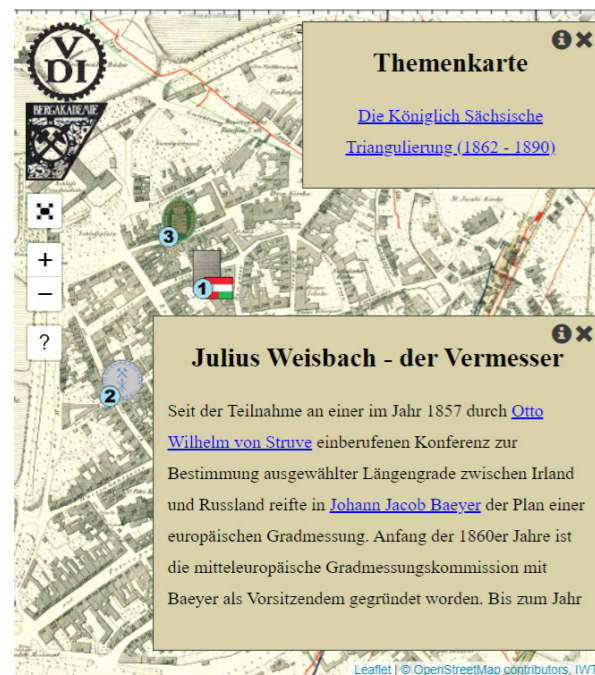 VDI
BERGAKADEMIE
Themenkarte
Die Königlich Sächsische
Triangulierung (1862 - 1890)
3
+
1
−
?
2
Julius Weisbach - der Vermesser
Seit der Teilnahme an einer im Jahr 1857 durch Otto
Wilhelm von Struve einberufenen Konferenz zur
Bestimmung ausgewählter Längengrade zwischen Irland
und Russland reifte in Johann Jacob Baeyer der Plan einer
europäischen Gradmessung. Anfang der 1860er Jahre ist
die mitteleuropäische Gradmessungskommission mit
Baeyer als Vorsitzendem gegründet worden. Bis zum Jahr
Leaflet | © OpenStreetMap contributors, IWT